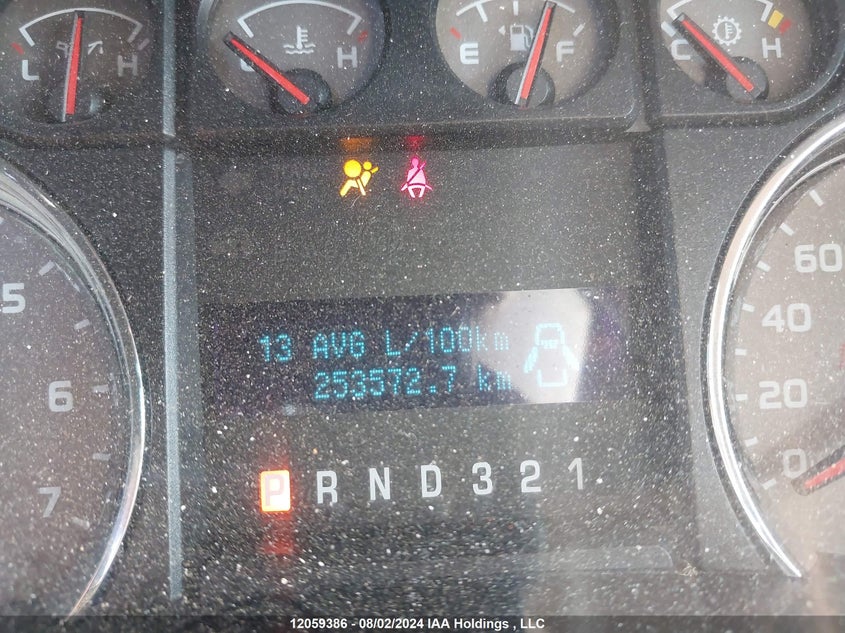 L H
C H
E F
C H
5
6
7
60
40
20
0
13 AVG L/100km
253572.7 km
P R N D 3 2 1
12059386 - 08/02/2024 IAA Holdings , LLC